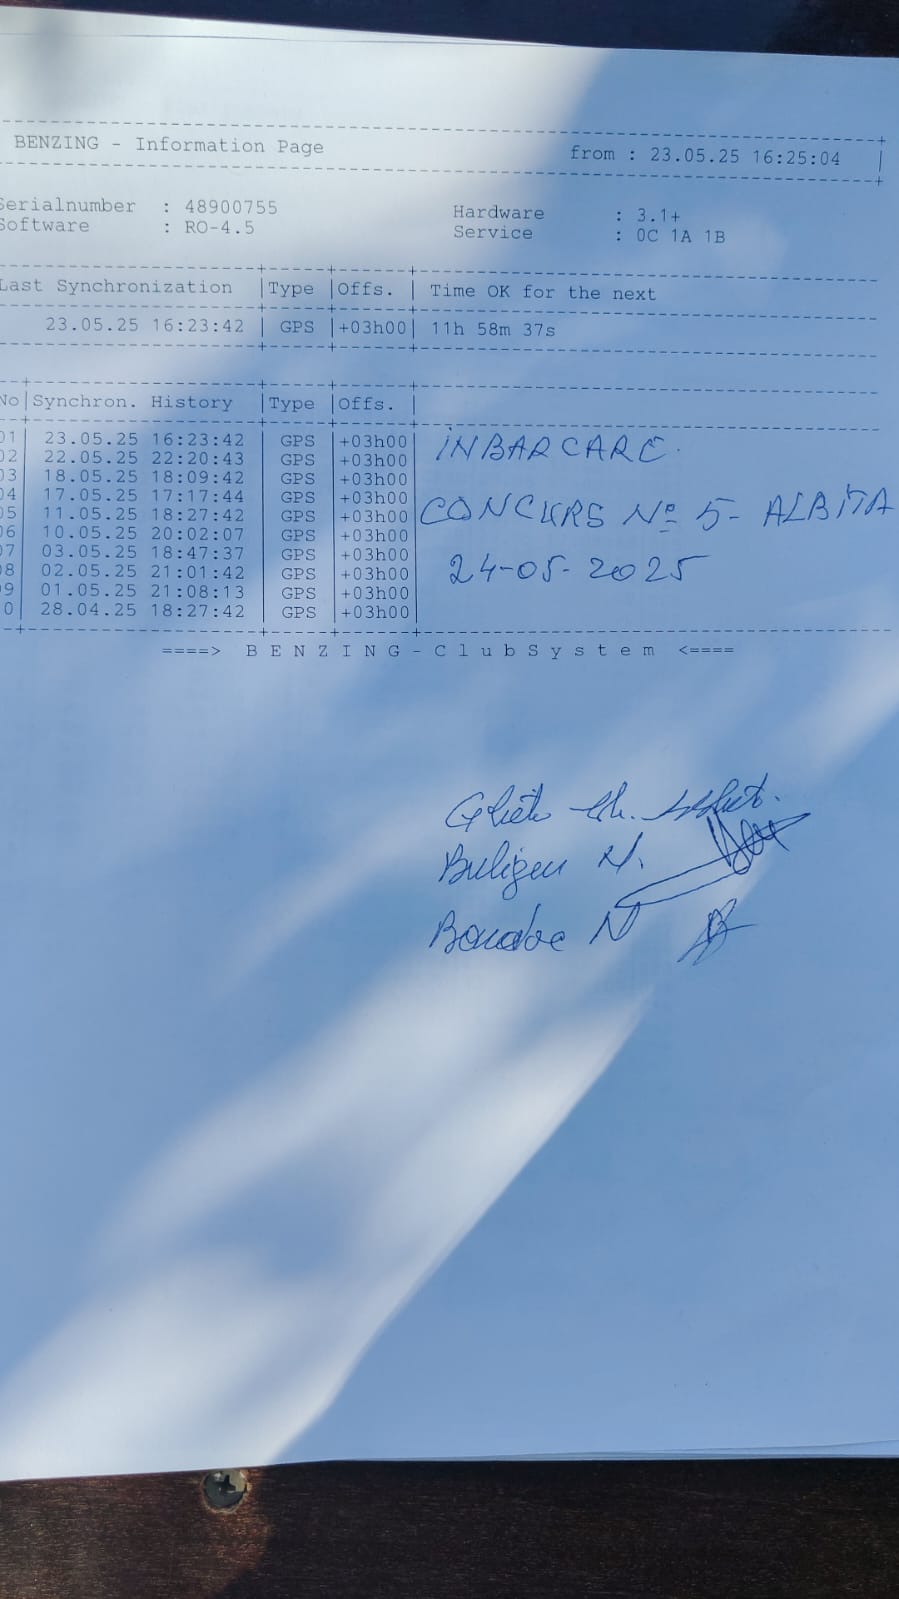 BENZING - Information Page from : 23.05.25 16:25:04
Serialnumber : 48900755 Hardware : 3.1+
Software : RO-4.5 Service : 0C 1A 1B
Last Synchronization |Type |Offs. | Time OK for the next
23.05.25 16:23:42 | GPS |+03h00| 11h 58m 37s
No|Synchron. History |Type |Offs. |
01| 23.05.25 16:23:42 | GPS |+03h00|
02| 22.05.25 22:20:43 | GPS |+03h00|
03| 18.05.25 18:09:42 | GPS |+03h00|
04| 17.05.25 17:17:44 | GPS |+03h00|
05| 11.05.25 18:27:42 | GPS |+03h00|
06| 10.05.25 20:02:07 | GPS |+03h00|
07| 03.05.25 18:47:37 | GPS |+03h00|
08| 02.05.25 21:01:42 | GPS |+03h00|
09| 01.05.25 21:08:13 | GPS |+03h00|
0| 28.04.25 18:27:42 | GPS |+03h00|
ÎNBARCARE
CONCURS Nº 5- ALBIȚA
24-05-2025
====> B E N Z I N G - C l u b S y s t e m <====
Buligeu N.